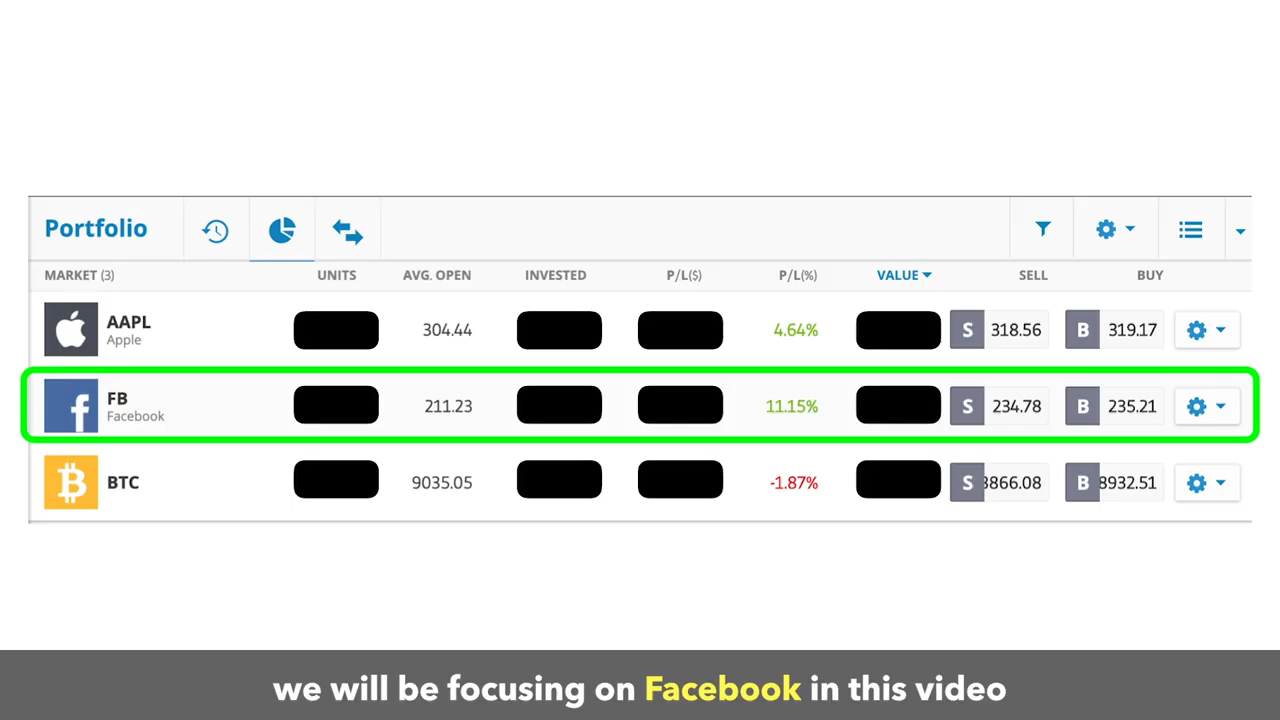 Portfolio
MARKET (3) UNITS AVG. OPEN INVESTED P/L($) P/L(%) VALUE SELL BUY
AAPL
Apple
304.44 4.64% S 318.56 B 319.17
FB
Facebook
211.23 11.15% S 234.78 B 235.21
BTC
9035.05 -1.87% S 8866.08 B 8932.51
we will be focusing on Facebook in this video